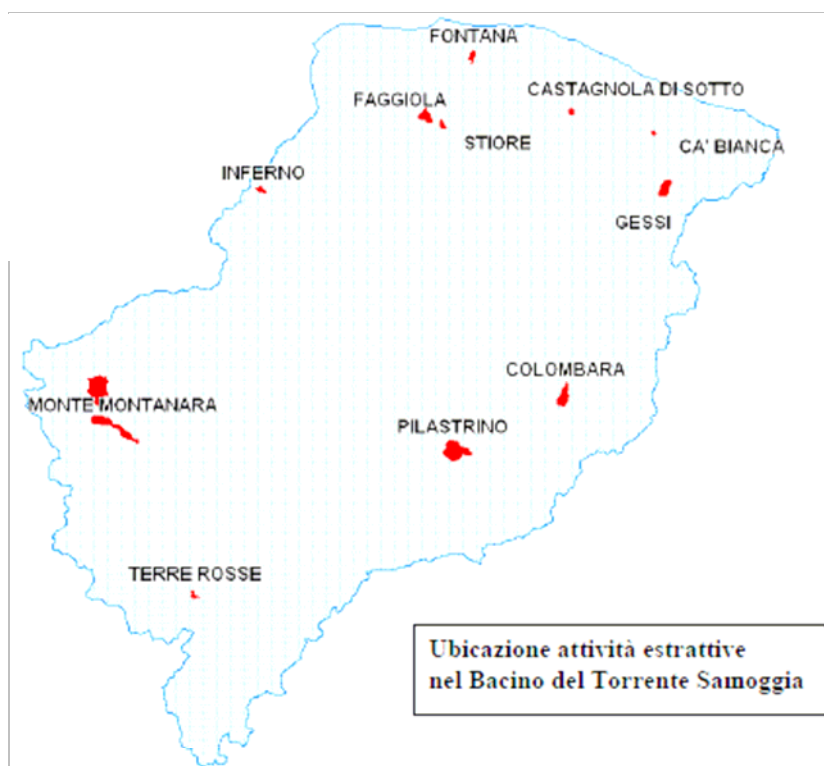 FONTANA
CASTAGNOLA DI SOTTO
FAGGIOLA
STIORE
CA' BIANCA
INFERNO
GESSI
COLOMBARA
MONTE MONTANARA
PILASTRINO
TERRE ROSSE
Ubicazione attività estrattive
nel Bacino del Torrente Samoggia